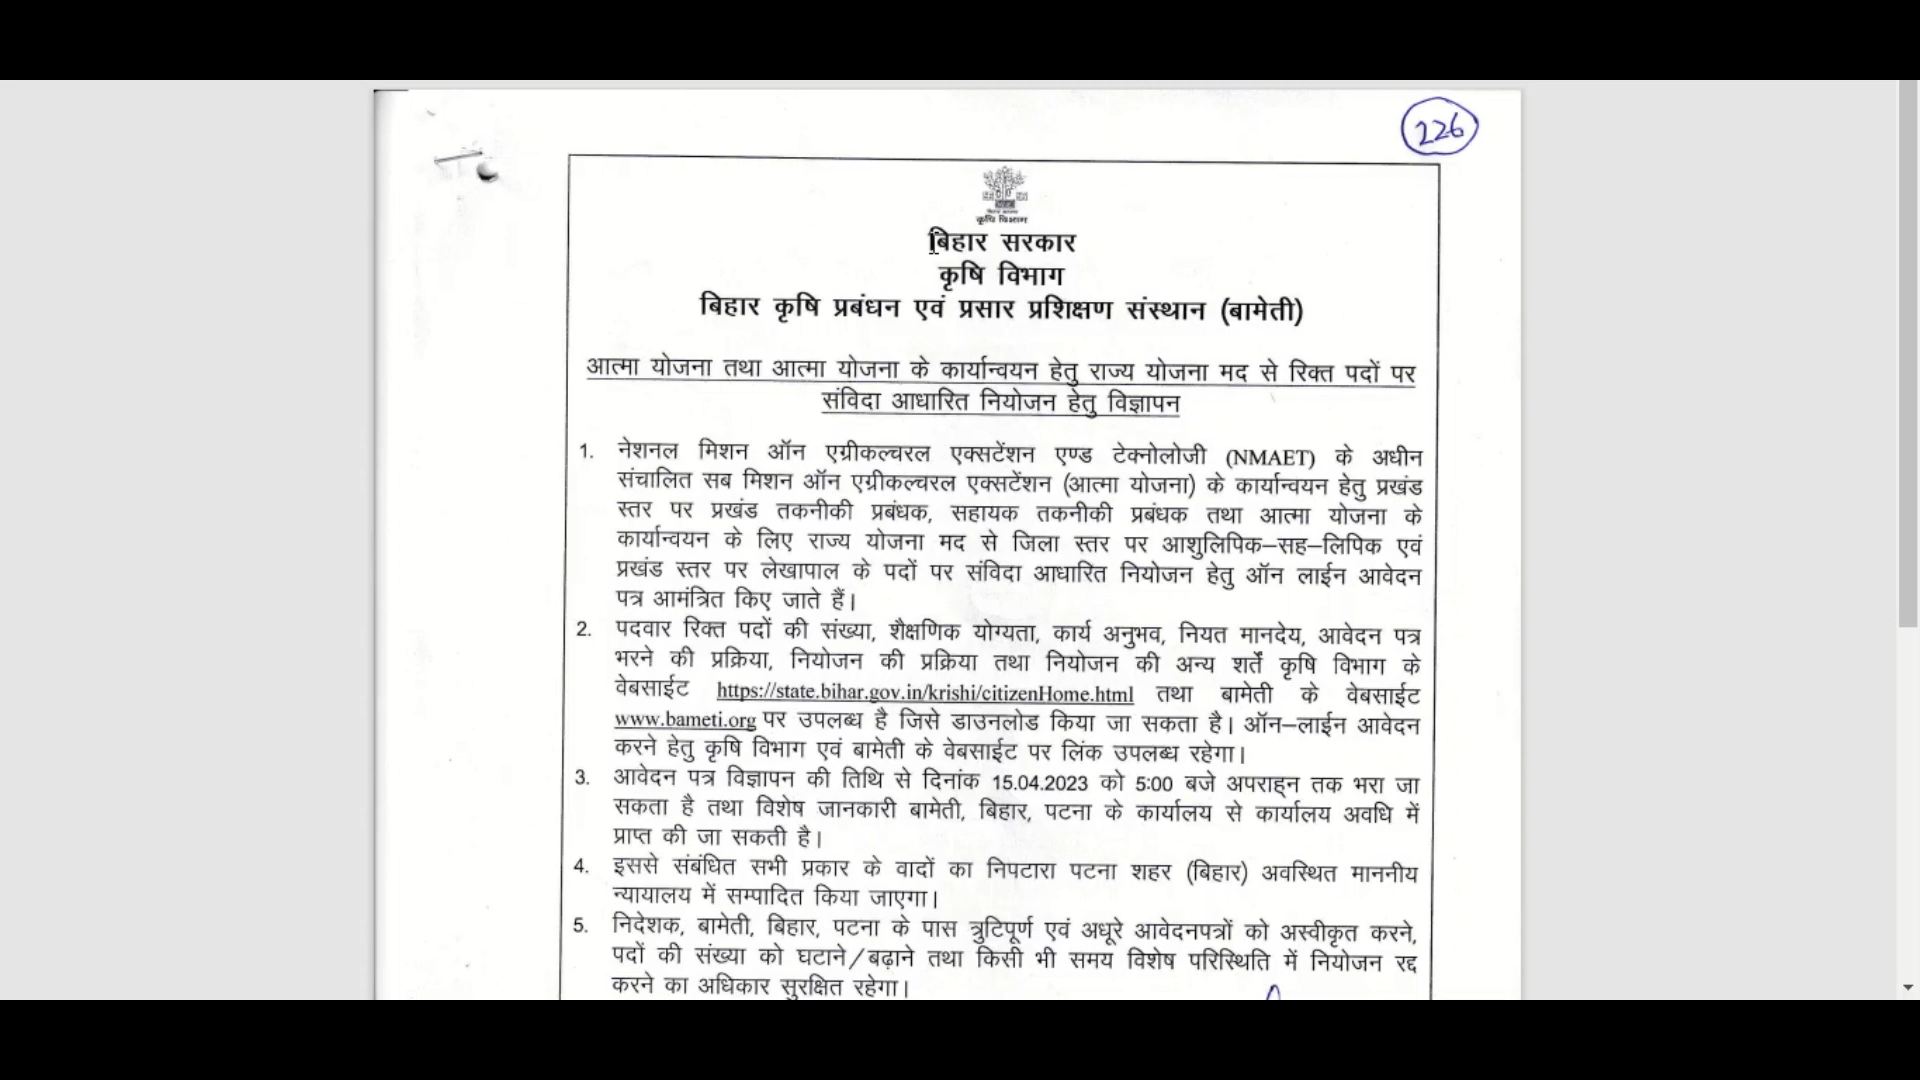 226
कृषि विभाग
बिहार सरकार
कृषि विभाग
बिहार कृषि प्रबंधन एवं प्रसार प्रशिक्षण संस्थान (बामेती)
आत्मा योजना तथा आत्मा योजना के कार्यान्वयन हेतु राज्य योजना मद से रिक्त पदों पर
संविदा आधारित नियोजन हेतु विज्ञापन
1. नेशनल मिशन ऑन एग्रीकल्चरल एक्सटेंशन एण्ड टेक्नोलोजी (NMAET) के अधीन
संचालित सब मिशन ऑन एग्रीकल्चरल एक्सटेंशन (आत्मा योजना) के कार्यान्वयन हेतु प्रखंड
स्तर पर प्रखंड तकनीकी प्रबंधक, सहायक तकनीकी प्रबंधक तथा आत्मा योजना के
कार्यान्वयन के लिए राज्य योजना मद से जिला स्तर पर आशुलिपिक–सह–लिपिक एवं
प्रखंड स्तर पर लेखापाल के पदों पर संविदा आधारित नियोजन हेतु ऑन लाईन आवेदन
पत्र आमंत्रित किए जाते हैं।
2. पदवार रिक्त पदों की संख्या, शैक्षणिक योग्यता, कार्य अनुभव, नियत मानदेय, आवेदन पत्र
भरने की प्रक्रिया, नियोजन की प्रक्रिया तथा नियोजन की अन्य शर्तें कृषि विभाग के
वेबसाईट https://state.bihar.gov.in/krishi/citizenHome.html तथा बामेती के वेबसाईट
www.bameti.org पर उपलब्ध है जिसे डाउनलोड किया जा सकता है। ऑन–लाईन आवेदन
करने हेतु कृषि विभाग एवं बामेती के वेबसाईट पर लिंक उपलब्ध रहेगा।
3. आवेदन पत्र विज्ञापन की तिथि से दिनांक 15.04.2023 को 5:00 बजे अपराह्न तक भरा जा
सकता है तथा विशेष जानकारी बामेती, बिहार, पटना के कार्यालय से कार्यालय अवधि में
प्राप्त की जा सकती है।
4. इससे संबंधित सभी प्रकार के वादों का निपटारा पटना शहर (बिहार) अवस्थित माननीय
न्यायालय में सम्पादित किया जाएगा।
5. निदेशक, बामेती, बिहार, पटना के पास त्रुटिपूर्ण एवं अधूरे आवेदनपत्रों को अस्वीकृत करने,
पदों की संख्या को घटाने/बढ़ाने तथा किसी भी समय विशेष परिस्थिति में नियोजन रद्द
करने का अधिकार सुरक्षित रहेगा।